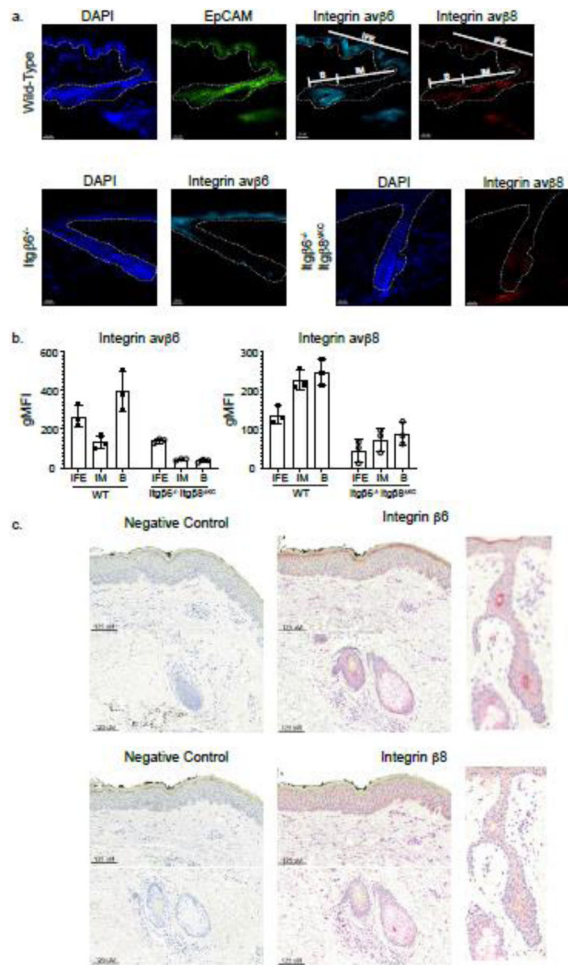 a.
DAPI EpCAM Integrin avβ6 Integrin avβ8
Wild-Type
IFE
B IM
IFE
B IM
DAPI Integrin avβ6 DAPI Integrin avβ8
Itgβ6-/-
Itgβ6-/-
Itgβ8ΔKC
b.
Integrin avβ6 Integrin avβ8
gMFI
600
400
200
0
IFE IM B IFE IM B
WT Itgβ6-/- Itgβ8ΔKC
gMFI
300
200
100
0
IFE IM B IFE IM B
WT Itgβ6-/- Itgβ8ΔKC
c.
Negative Control Integrin β6
Negative Control Integrin β8